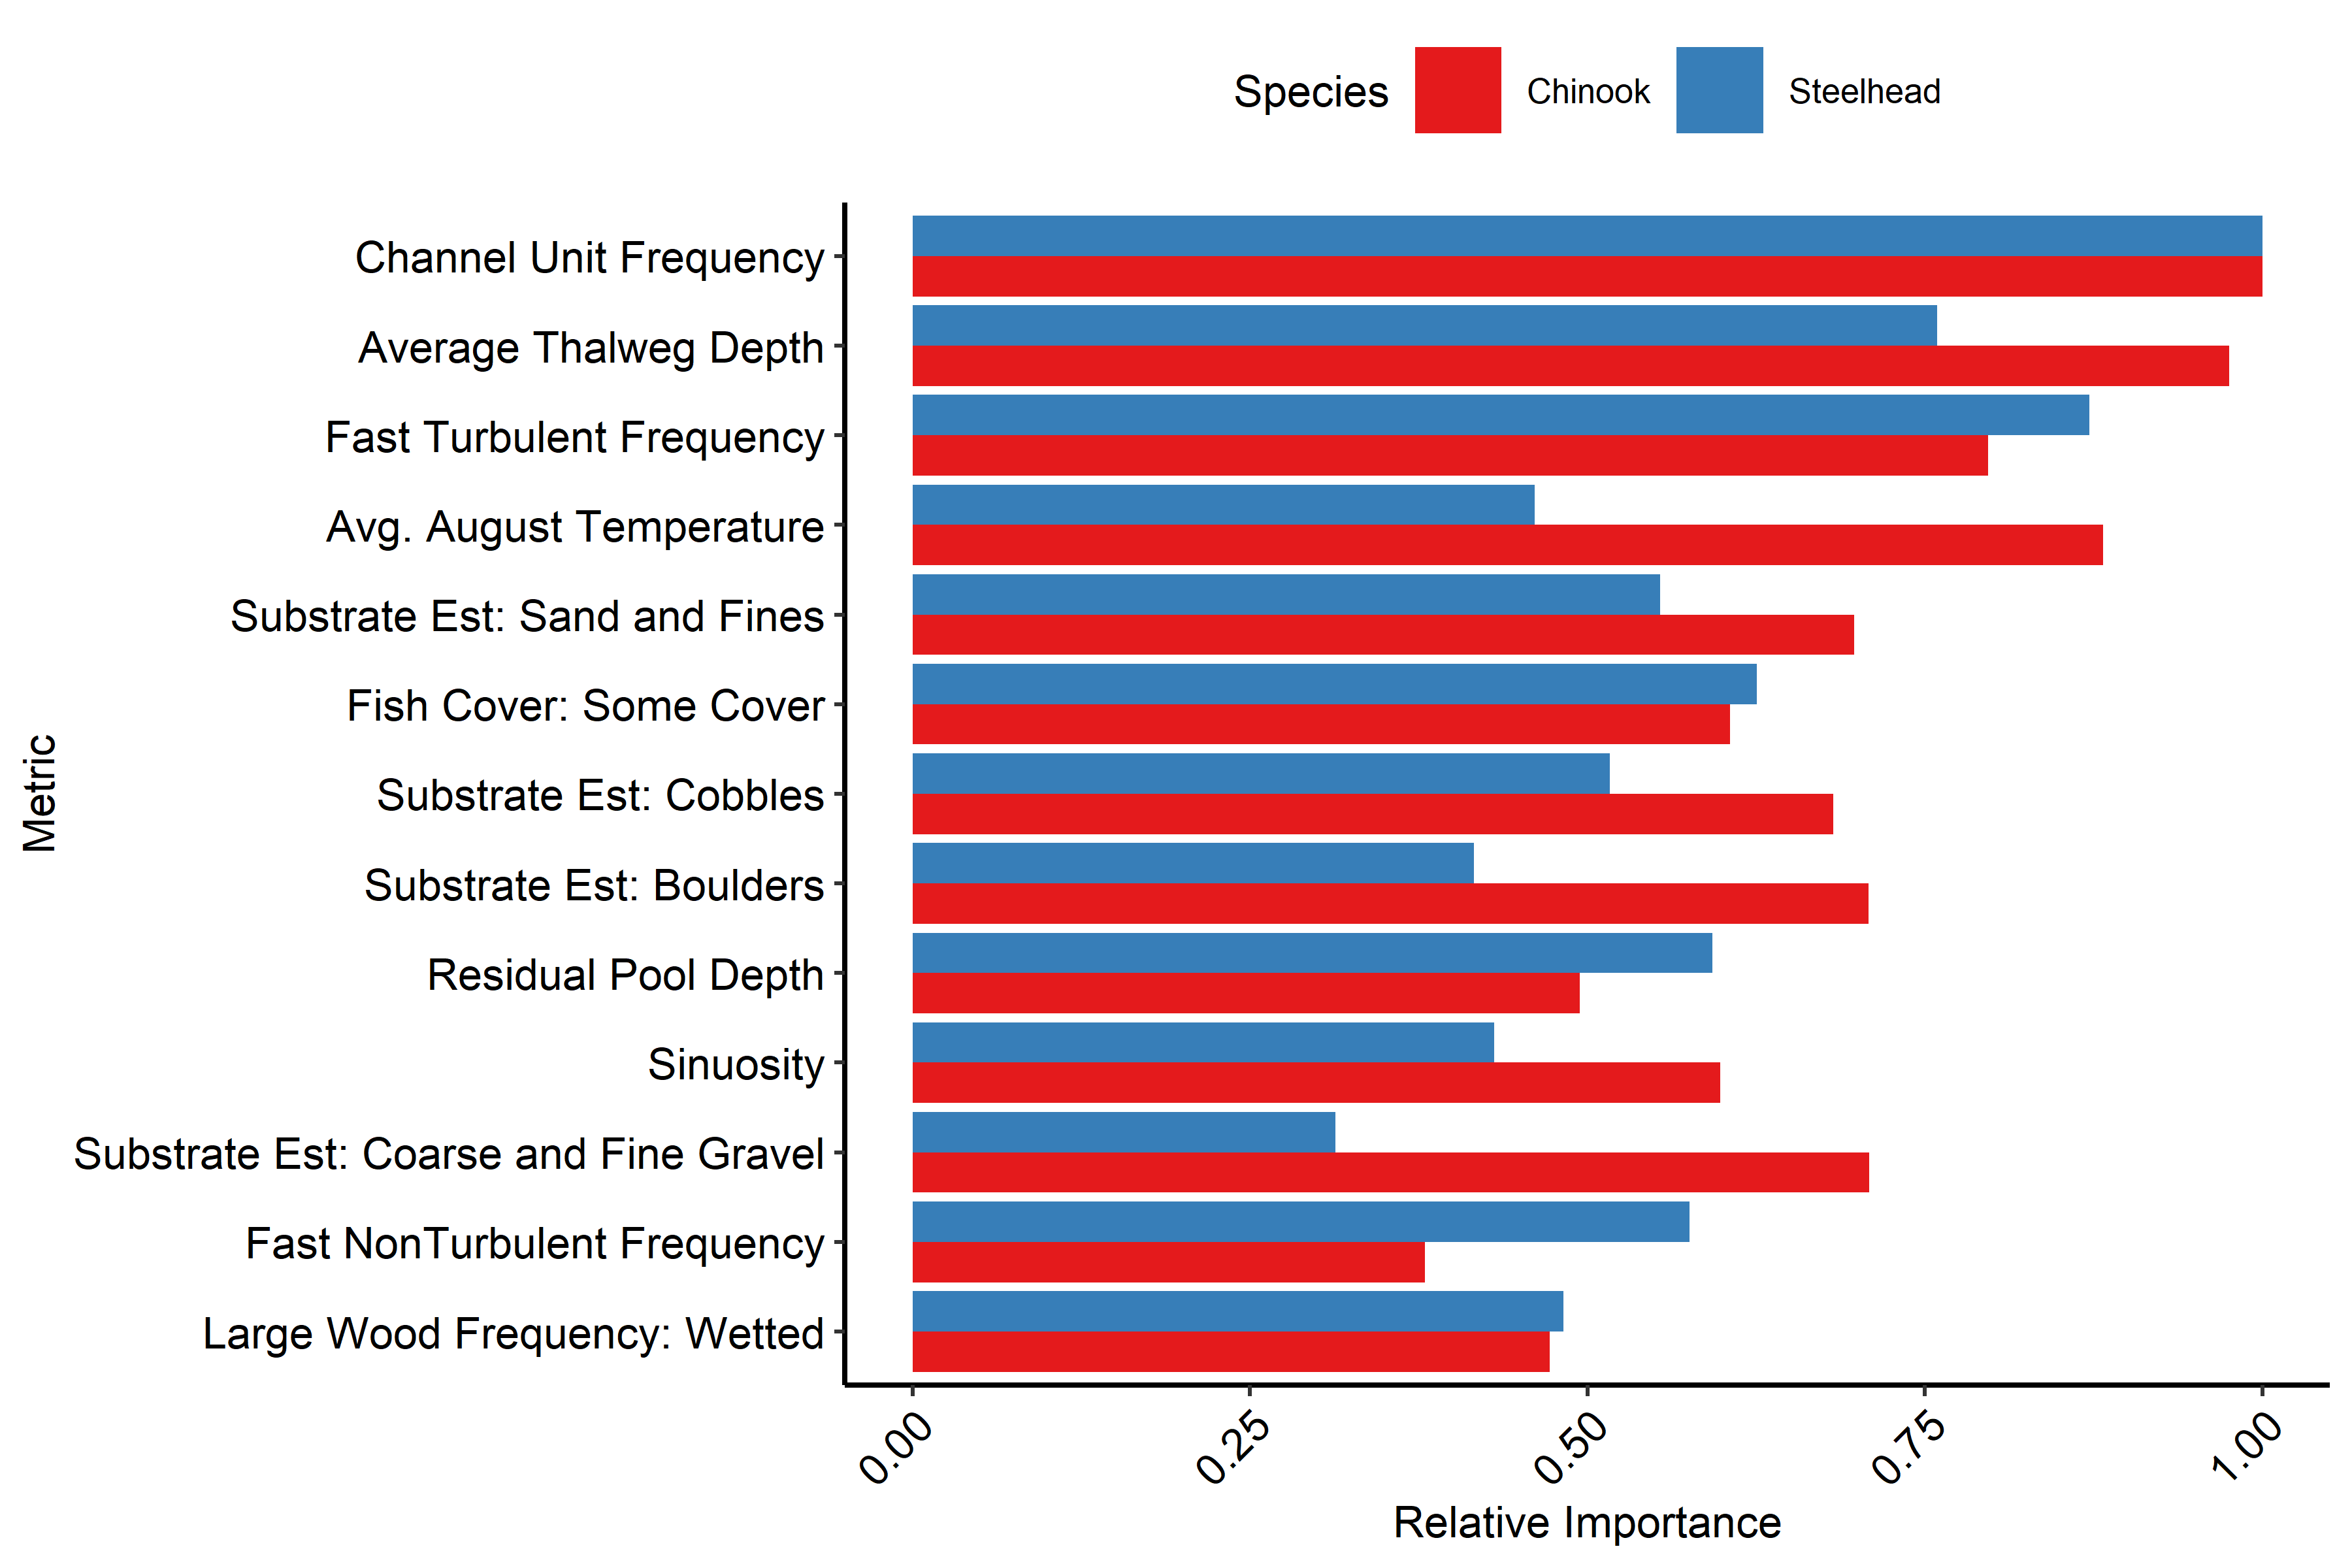 Species Chinook Steelhead
Channel Unit Frequency
Average Thalweg Depth
Fast Turbulent Frequency
Avg. August Temperature
Substrate Est: Sand and Fines
Fish Cover: Some Cover
Substrate Est: Cobbles
Substrate Est: Boulders
Residual Pool Depth
Sinuosity
Substrate Est: Coarse and Fine Gravel
Fast NonTurbulent Frequency
Large Wood Frequency: Wetted
Metric
0.00 0.25 0.50 0.75 1.00
Relative Importance